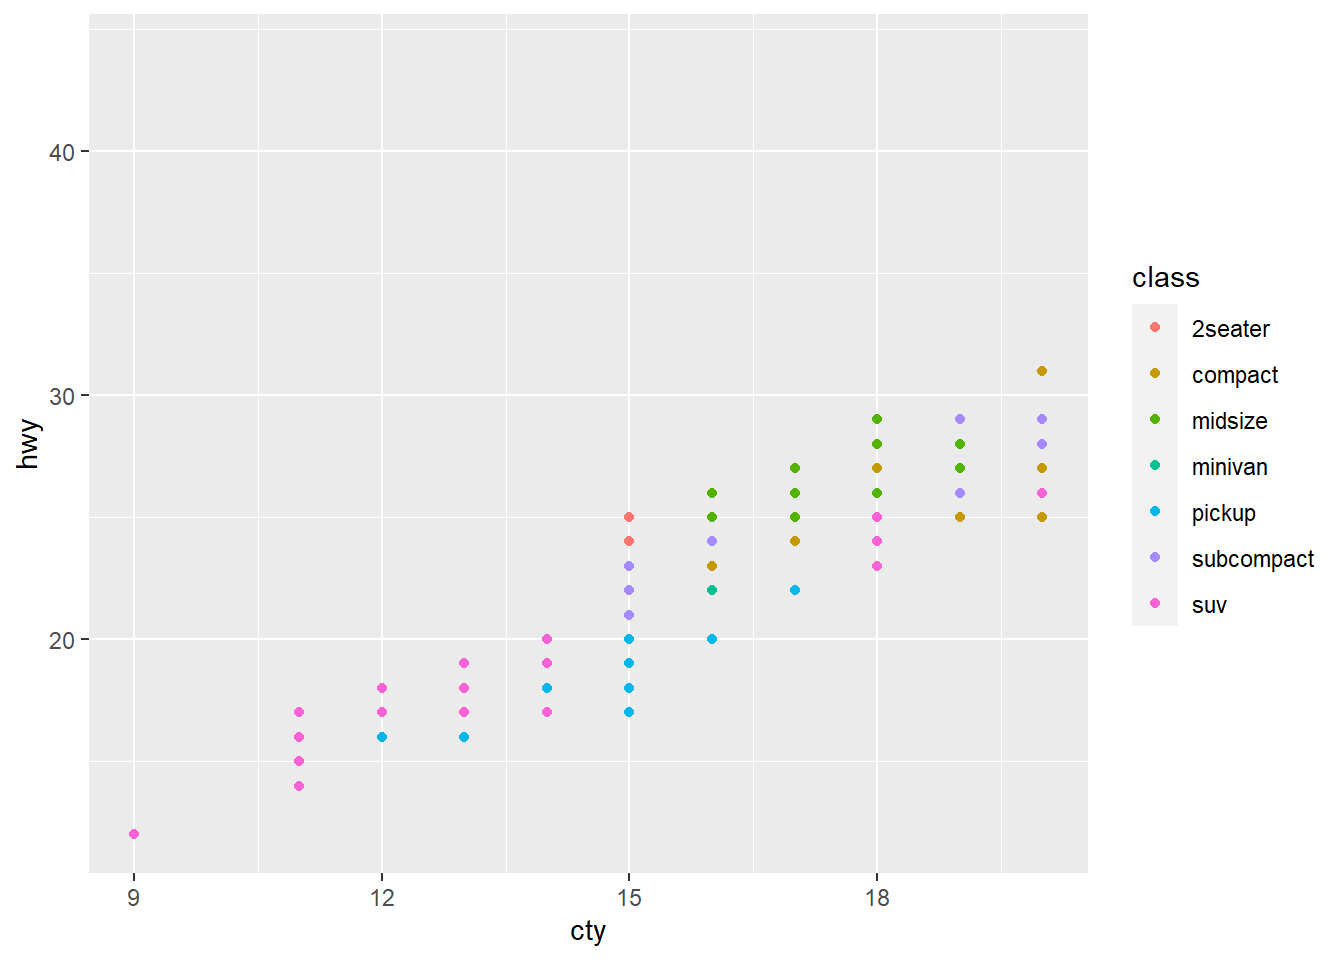 hwy
40
30
20
9 12 15 18
cty
class
2seater
compact
midsize
minivan
pickup
subcompact
suv